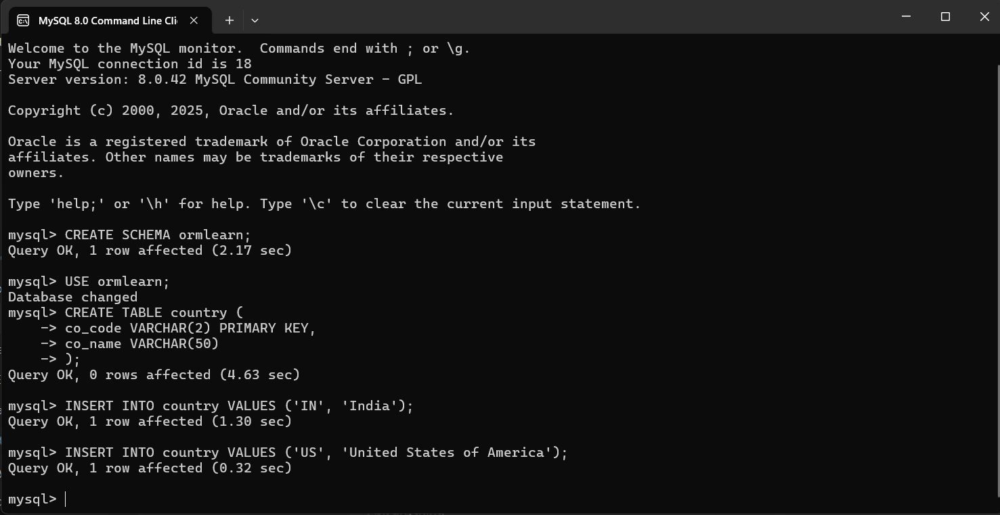 MySQL 8.0 Command Line Cli
Welcome to the MySQL monitor.  Commands end with ; or \g.
Your MySQL connection id is 18
Server version: 8.0.42 MySQL Community Server - GPL
Copyright (c) 2000, 2025, Oracle and/or its affiliates.
Oracle is a registered trademark of Oracle Corporation and/or its
affiliates. Other names may be trademarks of their respective
owners.
Type 'help;' or '\h' for help. Type '\c' to clear the current input statement.
mysql> CREATE SCHEMA ormlearn;
Query OK, 1 row affected (2.17 sec)
mysql> USE ormlearn;
Database changed
mysql> CREATE TABLE country (
    -> co_code VARCHAR(2) PRIMARY KEY,
    -> co_name VARCHAR(50)
    -> );
Query OK, 0 rows affected (4.63 sec)
mysql> INSERT INTO country VALUES ('IN', 'India');
Query OK, 1 row affected (1.30 sec)
mysql> INSERT INTO country VALUES ('US', 'United States of America');
Query OK, 1 row affected (0.32 sec)
mysql>